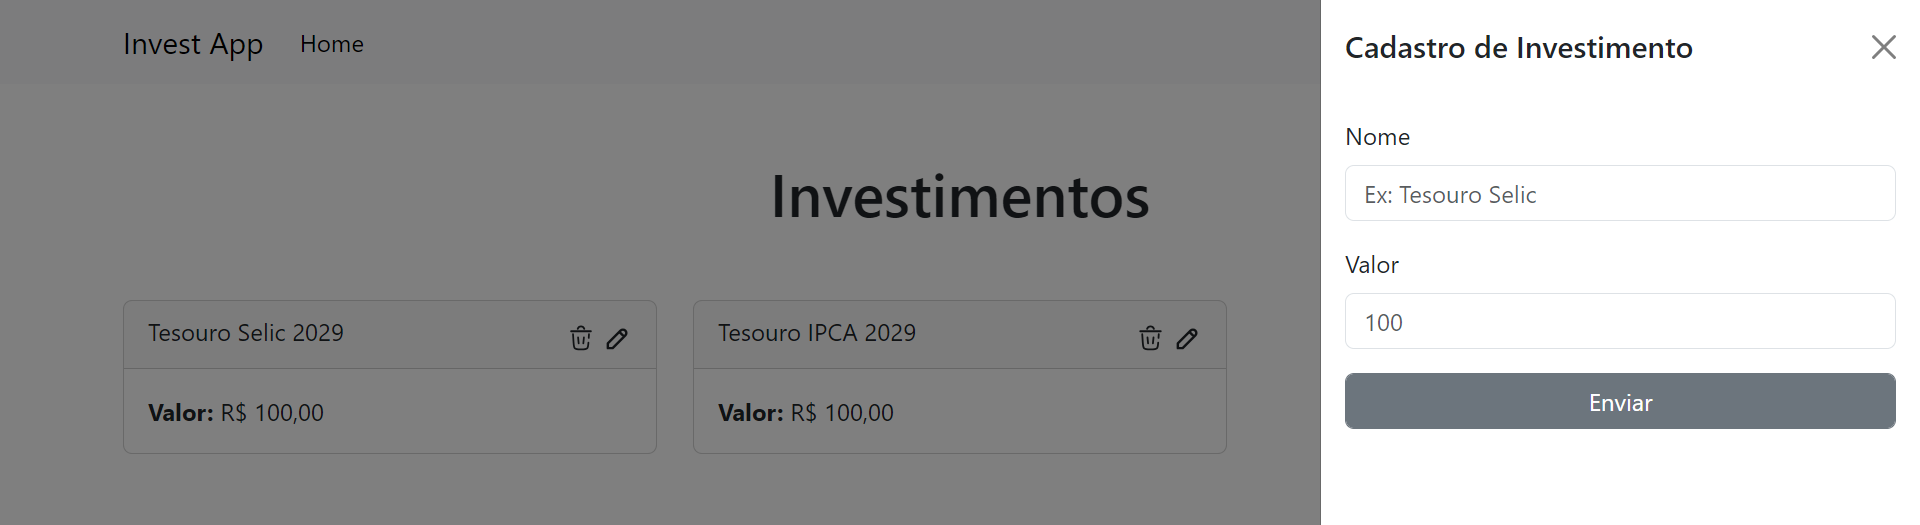 Invest App Home
Investimentos
Tesouro Selic 2029
Valor: R$ 100,00
Tesouro IPCA 2029
Valor: R$ 100,00
Cadastro de Investimento
Nome
Ex: Tesouro Selic
Valor
100
Enviar